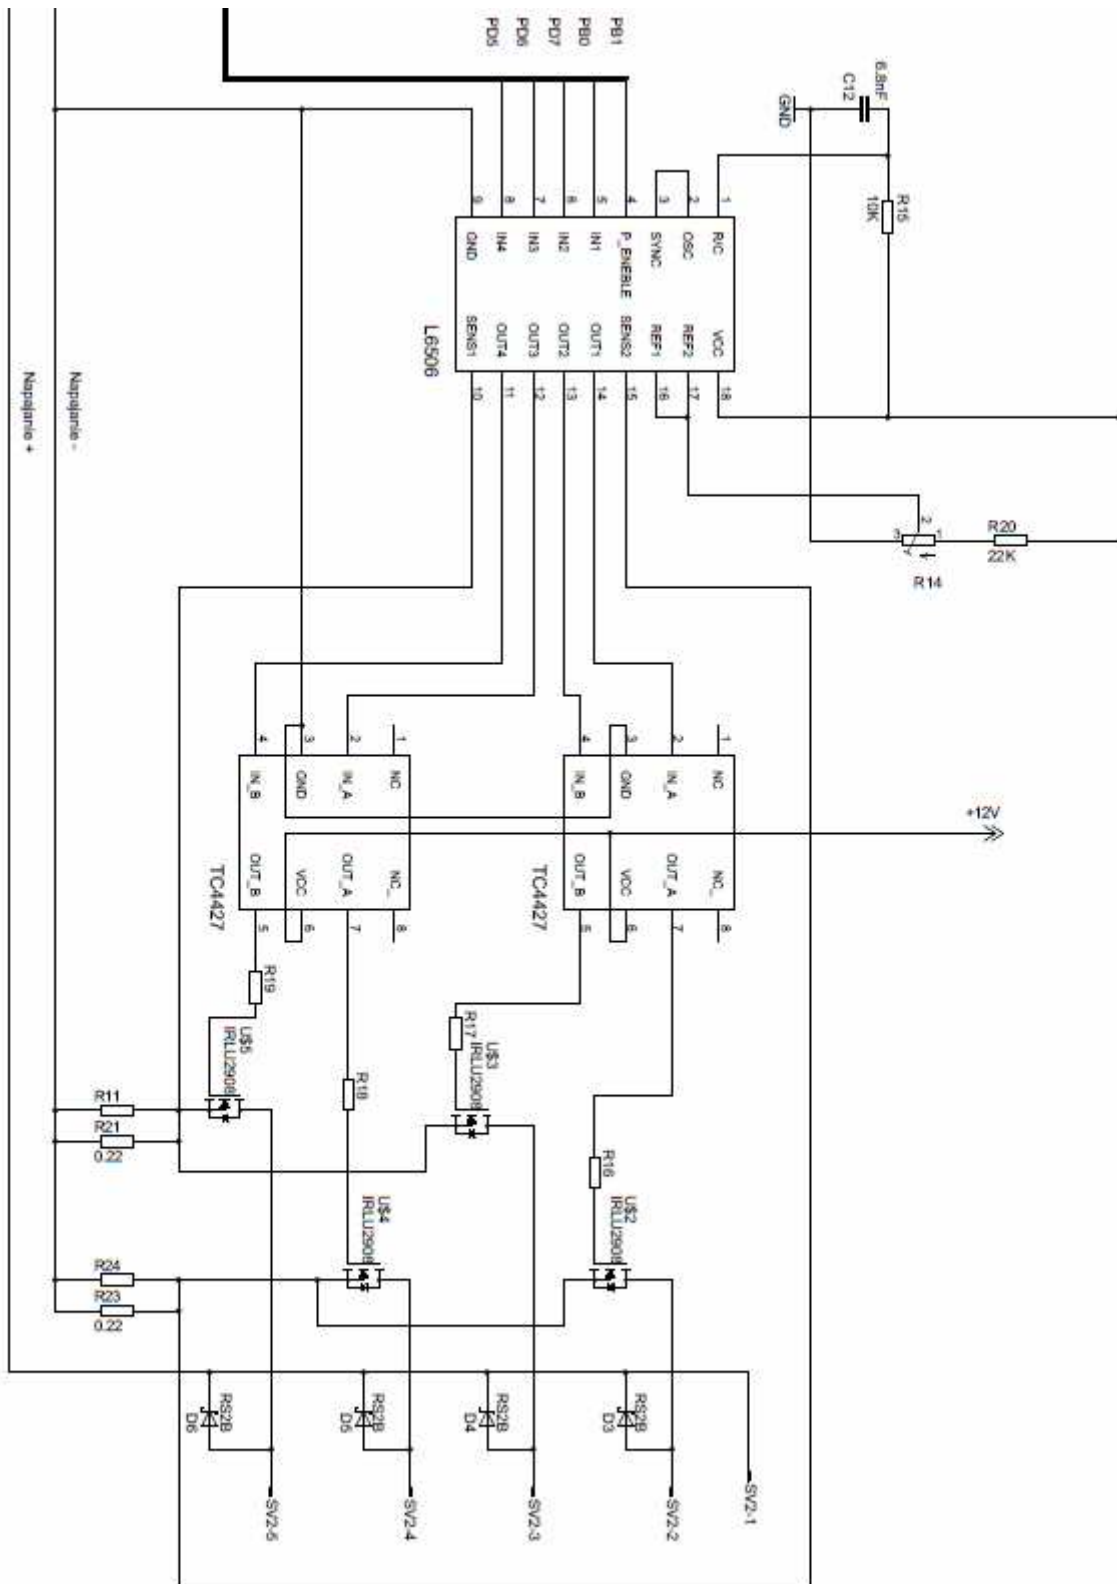 PD5
PD6
PD7
PB0
PB1
6.8nF
C12
GND
R15
10K
9
8
7
6
5
4
3
2
1
GND
IN4
IN3
IN2
IN1
P_ENEBLE
SYNC
OSC
R/C
SENS1
OUT4
OUT3
OUT2
OUT1
SENS2
REF1
REF2
VCC
L6506
10
11
12
13
14
15
16
17
18
Napajanje +
Napajanje -
2
R20
22K
R14
4
3
2
1
IN_B
GND
IN_A
NC
OUT_B
VCC
OUT_A
NC_
TC4427
5
6
7
8
4
3
2
1
IN_B
GND
IN_A
NC
OUT_B
VCC
OUT_A
NC_
TC4427
5
6
7
8
+12V
R19
U$5
IRLU2908
R18
R17
U$3
IRLU2908
R11
R21
0.22
R16
U$4
IRLU2908
U$2
IRLU2908
R24
R23
0.22
RS2B
D6
RS2B
D5
RS2B
D4
RS2B
D3
SV2-5
SV2-4
SV2-3
SV2-2
SV2-1